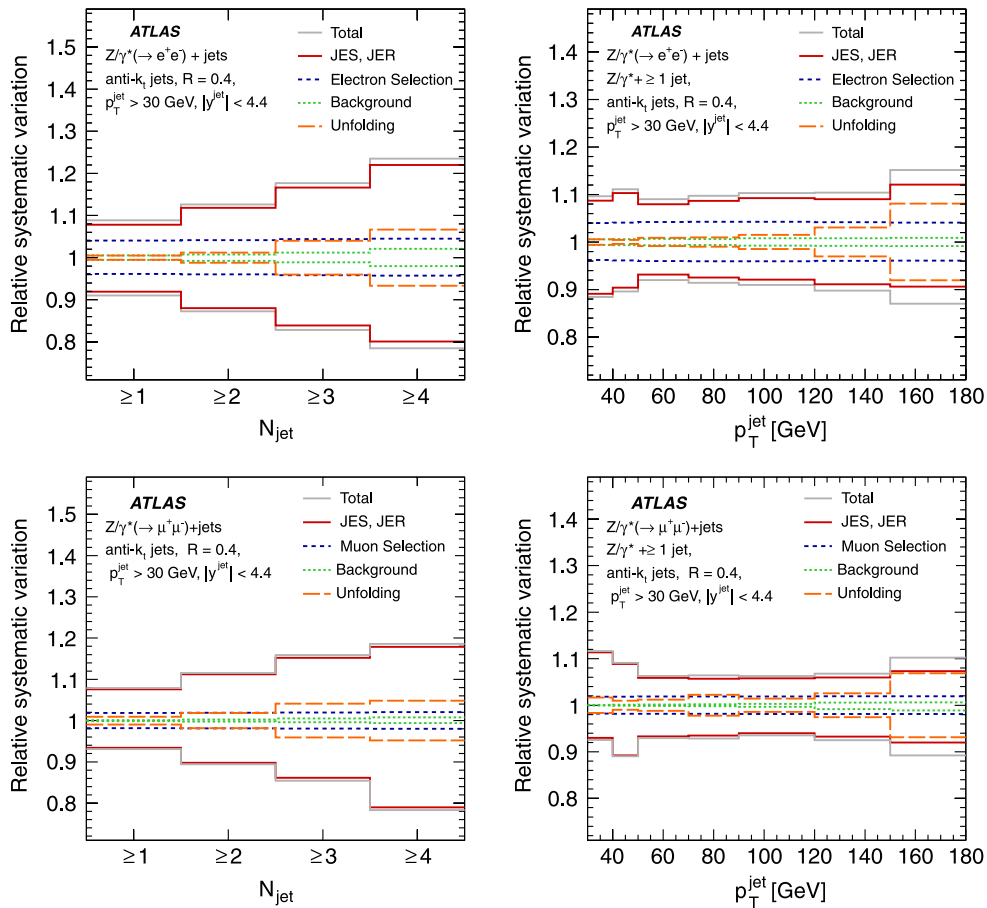 ATLAS
Z/γ*(→ e⁺e⁻) + jets
anti-kₜ jets, R = 0.4,
p_T^jet > 30 GeV, |y^jet| < 4.4
Total
JES, JER
Electron Selection
Background
Unfolding
Relative systematic variation
1.5
1.4
1.3
1.2
1.1
1
0.9
0.8
≥1 ≥2 ≥3 ≥4
N_jet
ATLAS
Z/γ*(→ e⁺e⁻) + jets
Z/γ*+ ≥ 1 jet,
anti-kₜ jets, R = 0.4,
p_T^jet > 30 GeV, |y^jet| < 4.4
Total
JES, JER
Electron Selection
Background
Unfolding
Relative systematic variation
1.4
1.3
1.2
1.1
1
0.9
0.8
40 60 80 100 120 140 160 180
p_T^jet [GeV]
ATLAS
Z/γ*(→ μ⁺μ⁻)+jets
anti-kₜ jets, R = 0.4,
p_T^jet > 30 GeV, |y^jet| < 4.4
Total
JES, JER
Muon Selection
Background
Unfolding
Relative systematic variation
1.5
1.4
1.3
1.2
1.1
1
0.9
0.8
≥1 ≥2 ≥3 ≥4
N_jet
ATLAS
Z/γ*(→ μ⁺μ⁻)+jets
Z/γ* +≥ 1 jet,
anti-kₜ jets, R = 0.4,
p_T^jet > 30 GeV, |y^jet| < 4.4
Total
JES, JER
Muon Selection
Background
Unfolding
Relative systematic variation
1.4
1.3
1.2
1.1
1
0.9
0.8
40 60 80 100 120 140 160 180
p_T^jet [GeV]